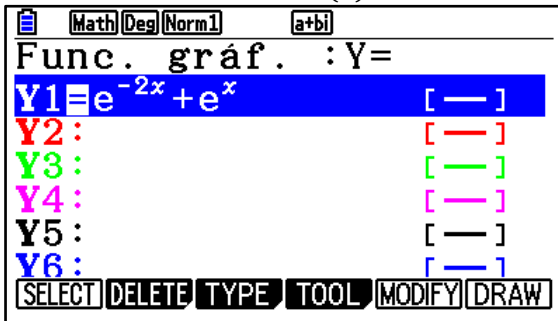 Math Deg Norm1 a+bi
Func. gráf. :Y=
Y1=e^-2x+e^x [—]
Y2: [—]
Y3: [—]
Y4: [—]
Y5: [—]
Y6: [—]
SELECT DELETE TYPE TOOL MODIFY DRAW